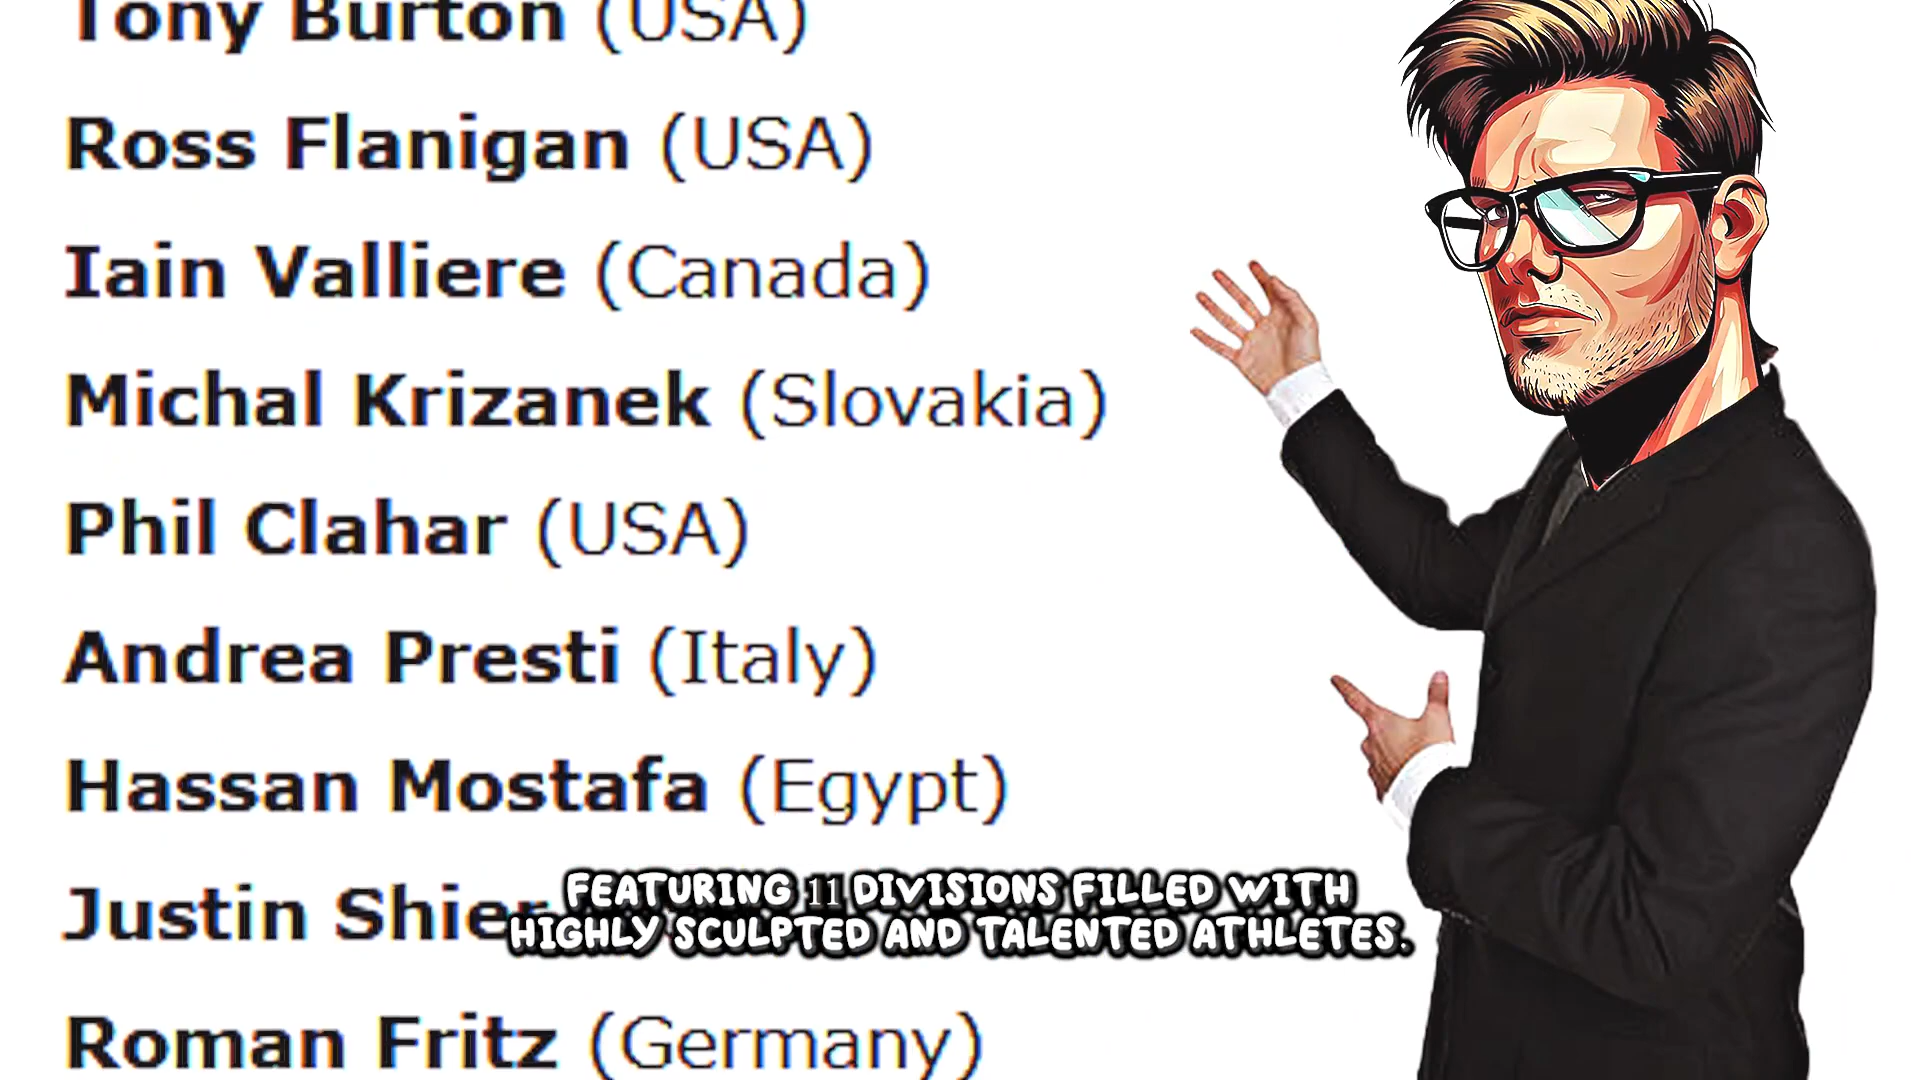 Tony Burton (USA)
Ross Flanigan (USA)
Iain Valliere (Canada)
Michal Krizanek (Slovakia)
Phil Clahar (USA)
Andrea Presti (Italy)
Hassan Mostafa (Egypt)
Justin Shier
FEATURING 11 DIVISIONS FILLED WITH
HIGHLY SCULPTED AND TALENTED ATHLETES.
Roman Fritz (Germany)